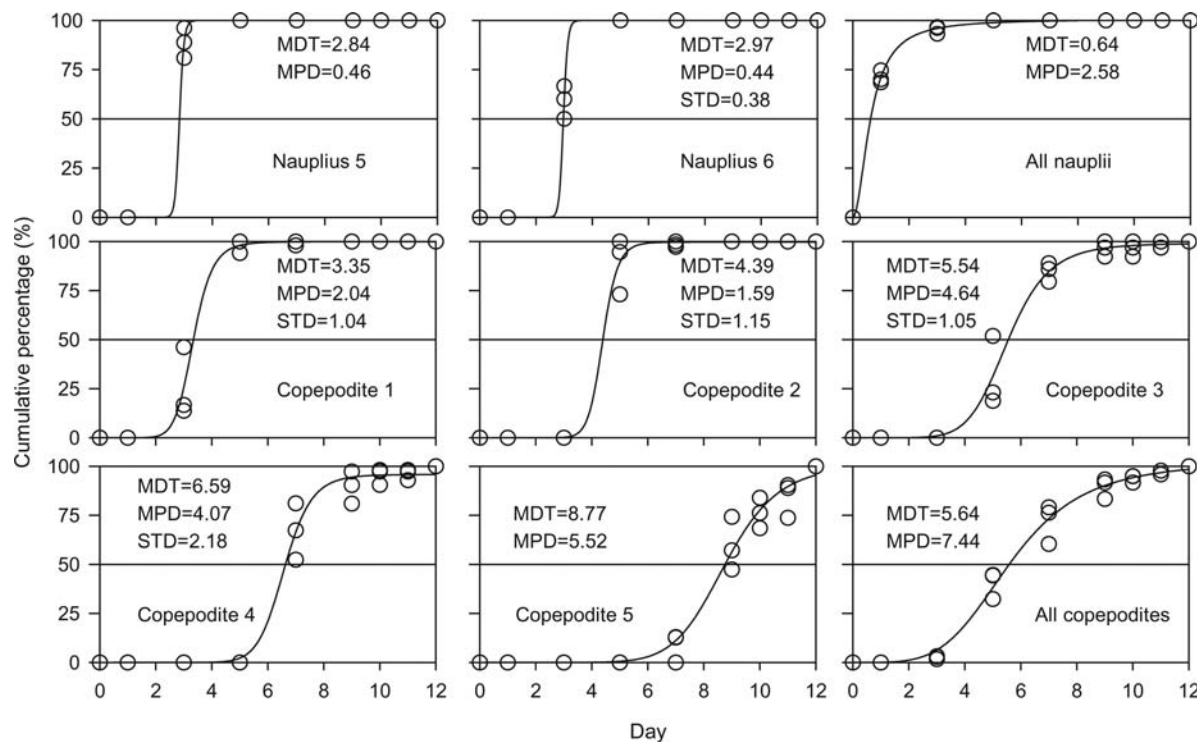 100
75
50
25
0
MDT=2.84
MPD=0.46
Nauplius 5
MDT=2.97
MPD=0.44
STD=0.38
Nauplius 6
MDT=0.64
MPD=2.58
All nauplii
Cumulative percentage (%)
100
75
50
25
0
MDT=3.35
MPD=2.04
STD=1.04
Copepodite 1
MDT=4.39
MPD=1.59
STD=1.15
Copepodite 2
MDT=5.54
MPD=4.64
STD=1.05
Copepodite 3
100
75
50
25
0
MDT=6.59
MPD=4.07
STD=2.18
Copepodite 4
MDT=8.77
MPD=5.52
Copepodite 5
MDT=5.64
MPD=7.44
All copepodites
0 2 4 6 8 10 12
0 2 4 6 8 10 12
0 2 4 6 8 10 12
Day